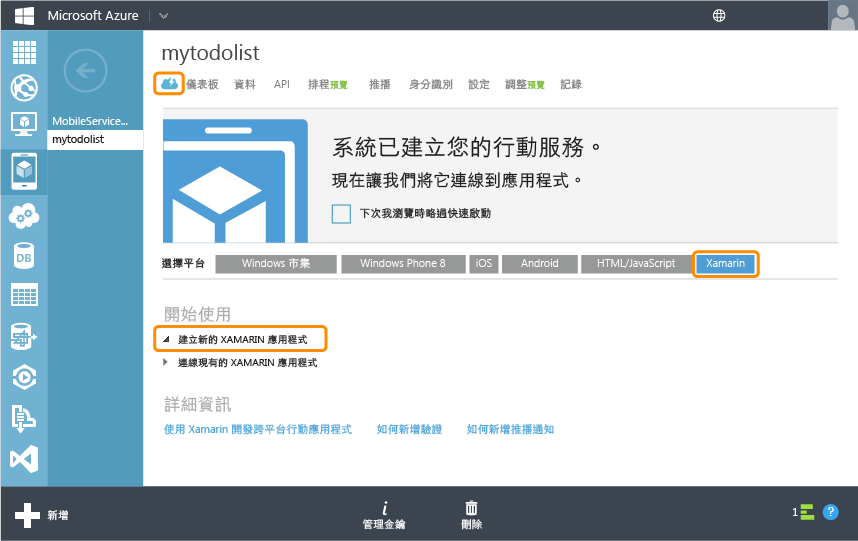 Microsoft Azure
mytodolist
儀表板 資料 API 排程預覽 推播 身分識別 設定 調整預覽 記錄
MobileService...
mytodolist
系統已建立您的行動服務。
現在讓我們將它連線到應用程式。
下次我瀏覽時略過快速啟動
DB
選擇平台 Windows 市集 Windows Phone 8 iOS Android HTML/JavaScript Xamarin
開始使用
建立新的 XAMARIN 應用程式
連線現有的 XAMARIN 應用程式
詳細資訊
使用 Xamarin 開發跨平台行動應用程式 如何新增驗證 如何新增推播通知
新增 管理金鑰 刪除 1 ?